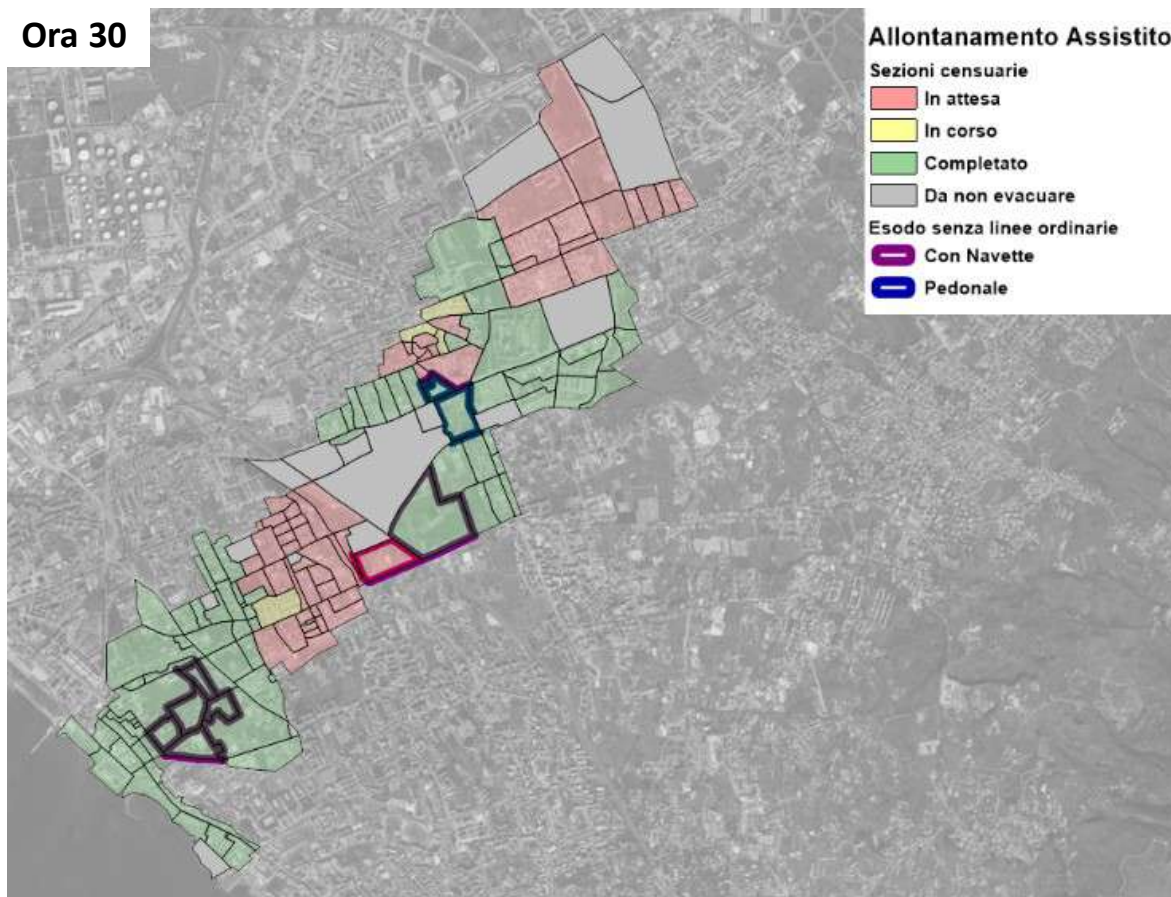 Ora 30
Allontanamento Assistito
Sezioni censuarie
In attesa
In corso
Completato
Da non evacuare
Esodo senza linee ordinarie
Con Navette
Pedonale